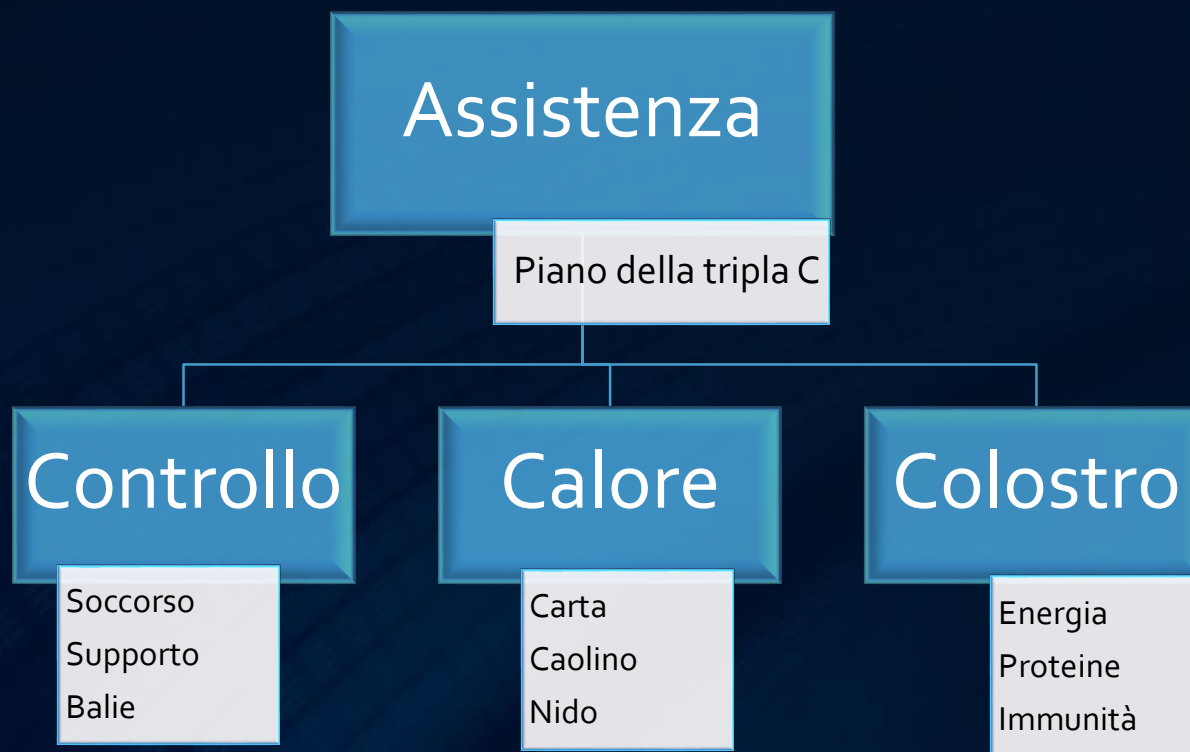 Assistenza
Piano della tripla C
Controllo
Soccorso
Supporto
Balie
Calore
Carta
Caolino
Nido
Colostro
Energia
Proteine
Immunità